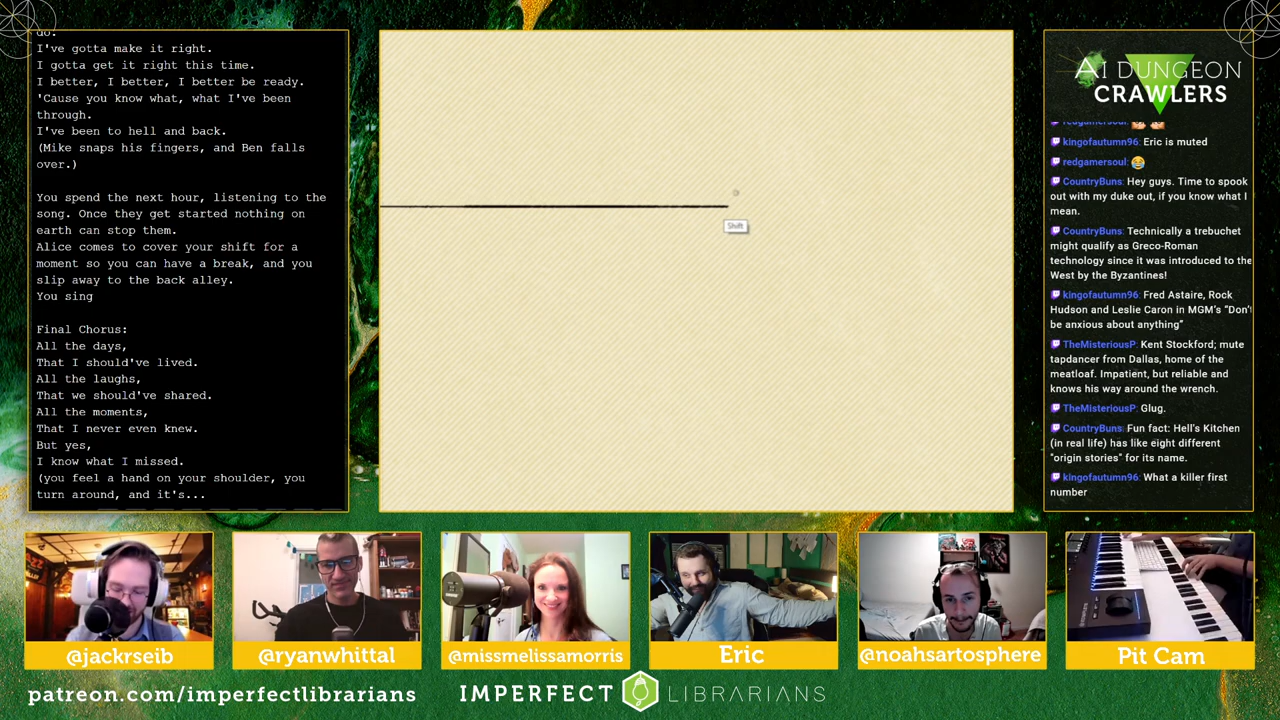 do.
I've gotta make it right.
I gotta get it right this time.
I better, I better, I better be ready.
'Cause you know what, what I've been
through.
I've been to hell and back.
(Mike snaps his fingers, and Ben falls
over.)
You spend the next hour, listening to the
song. Once they get started nothing on
earth can stop them.
Alice comes to cover your shift for a
moment so you can have a break, and you
slip away to the back alley.
You sing
Final Chorus:
All the days,
That I should've lived.
All the laughs,
That we should've shared.
All the moments,
That I never even knew.
But yes,
I know what I missed.
(you feel a hand on your shoulder, you
turn around, and it's...
Shift
AI DUNGEON
CRAWLERS
redgamersoul:
kingofautumn96: Eric is muted
redgamersoul:
CountryBuns: Hey guys. Time to spook
out with my duke out, if you know what I
mean.
CountryBuns: Technically a trebuchet
might qualify as Greco-Roman
technology since it was introduced to the
West by the Byzantines!
kingofautumn96: Fred Astaire, Rock
Hudson and Leslie Caron in MGM's "Don't
be anxious about anything"
TheMisteriousP: Kent Stockford; mute
tapdancer from Dallas, home of the
meatloaf. Impatient, but reliable and
knows his way around the wrench.
TheMisteriousP: Glug.
CountryBuns: Fun fact: Hell's Kitchen
(in real life) has like eight different
"origin stories" for its name.
kingofautumn96: What a killer first
number
@jackrseib
@ryanwhittal
@missmelissamorris
Eric
@noahsartosphere
Pit Cam
patreon.com/imperfectlibrarians
IMPERFECT LIBRARIANS